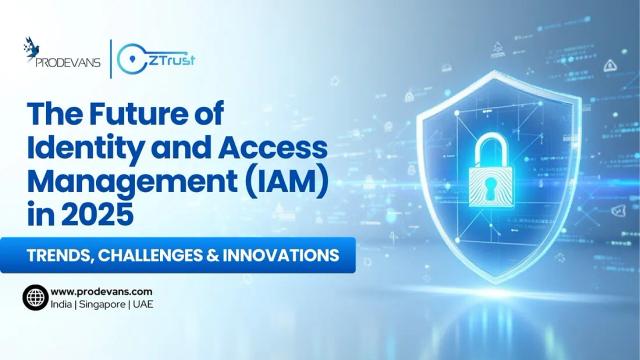 PRODEVANS
ZTrust
The Future of
Identity and Access
Management (IAM)
in 2025
TRENDS, CHALLENGES & INNOVATIONS
www.prodevans.com
India | Singapore | UAE